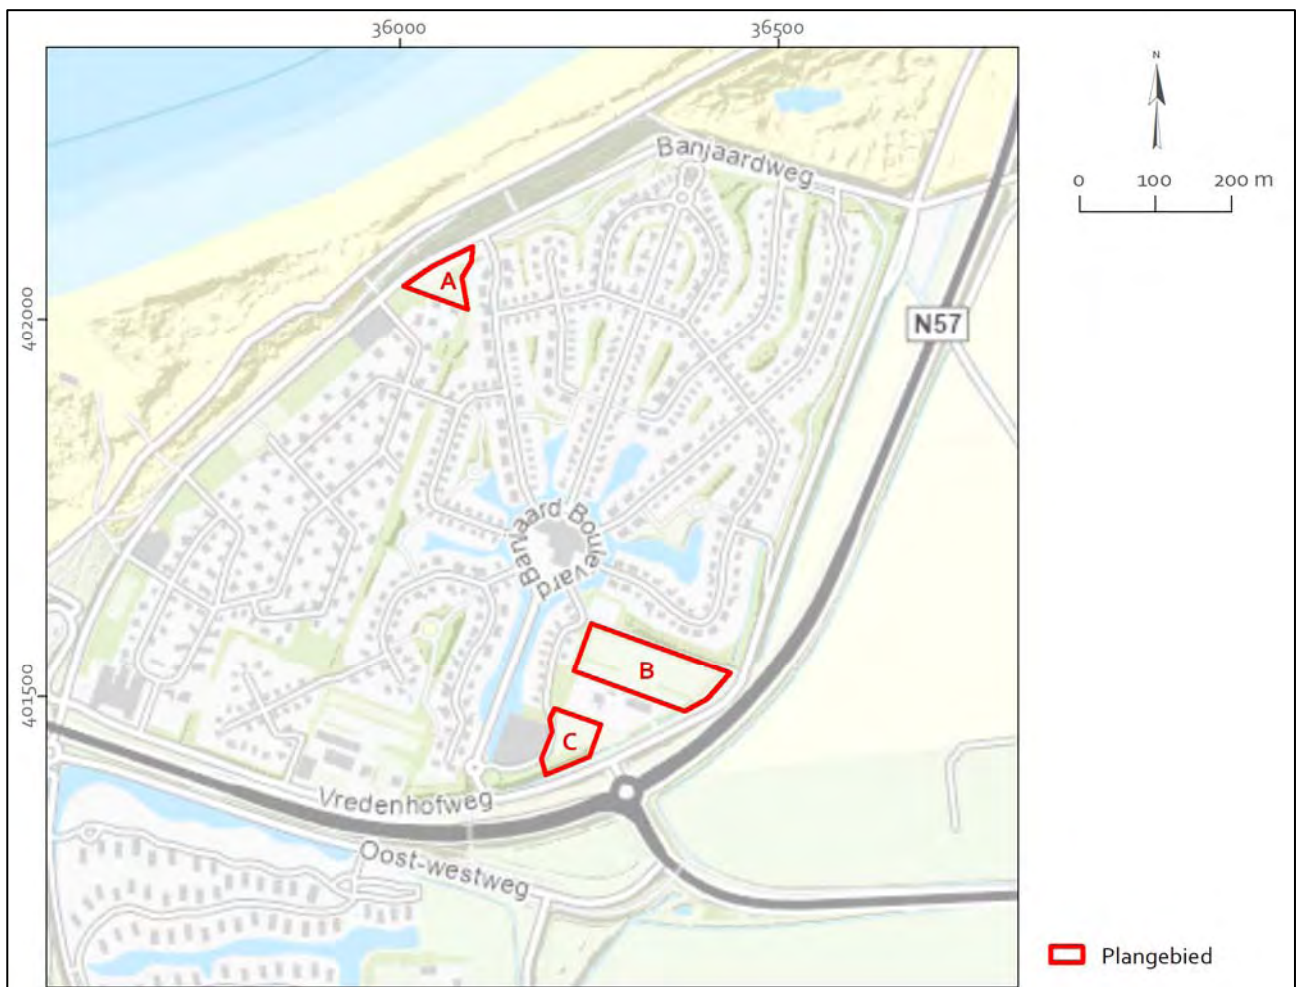 36000
36500
N
0 100 200 m
Banjaardweg
A
402000
N57
Banjaard Boulevard
B
401500
C
Vredenhofweg
Oost-westweg
Plangebied